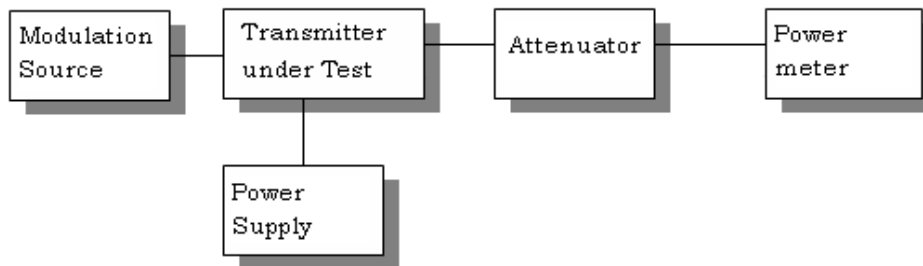 Modulation
Source
Transmitter
under Test
Attenuator
Power
meter
Power
Supply